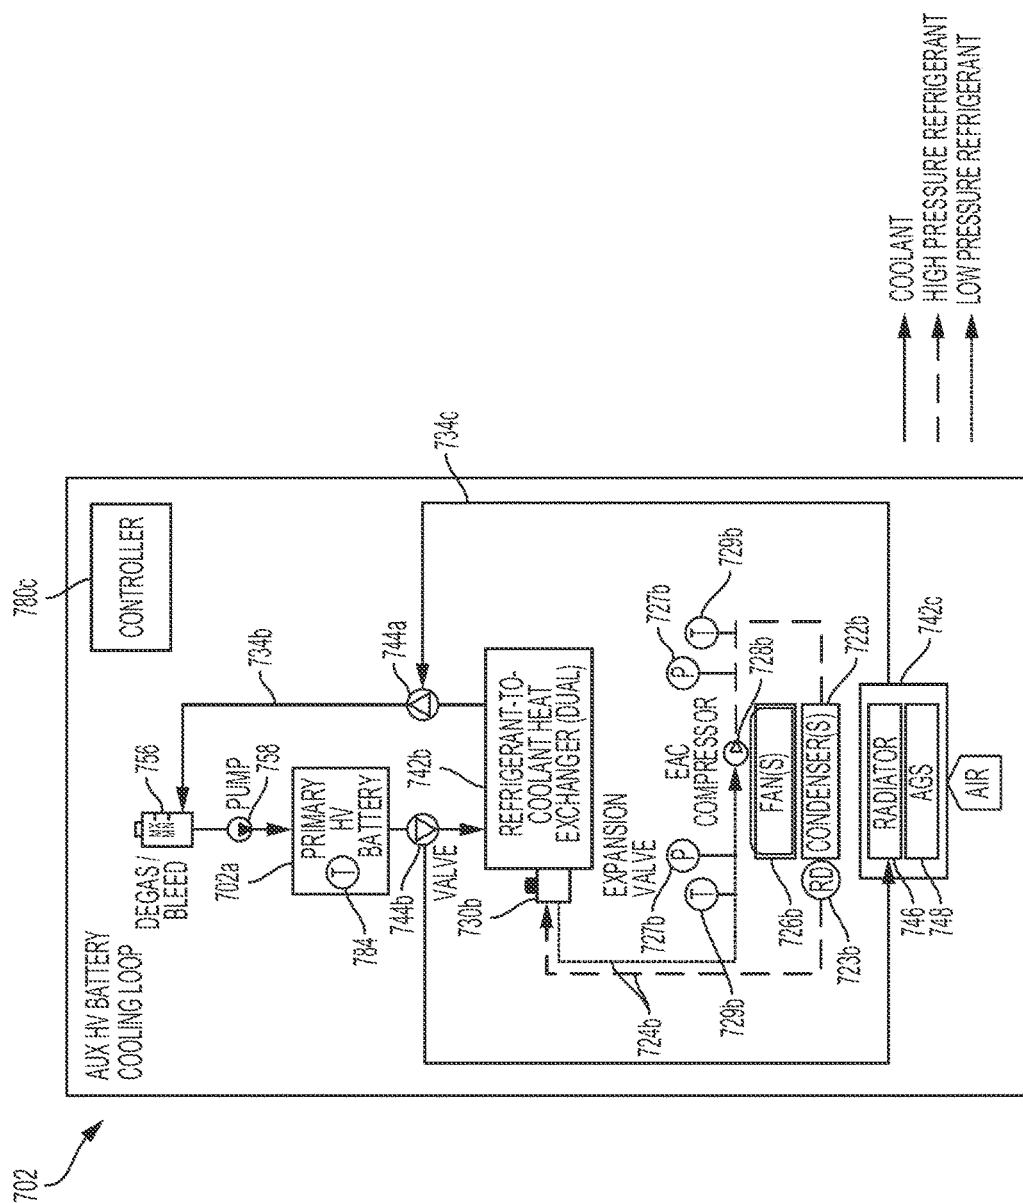 702
AUX HV BATTERY
COOLING LOOP
780c
CONTROLLER
DEGAS /
BLEED
756
PUMP
758
734b
702a
PRIMARY
HV
BATTERY
T
784
744b
VALVE
744a
734c
742b
REFRIGERANT-TO-
COOLANT HEAT
EXCHANGER (DUAL)
730b
EXPANSION
VALVE
EAC
COMPRESSOR
727b
P
729b
T
728b
727b
P
729b
T
724b
FAN(S)
726b
CONDENSER(S)
722b
RD
723b
742c
RADIATOR
746
AGS
748
AIR
COOLANT
HIGH PRESSURE REFRIGERANT
LOW PRESSURE REFRIGERANT